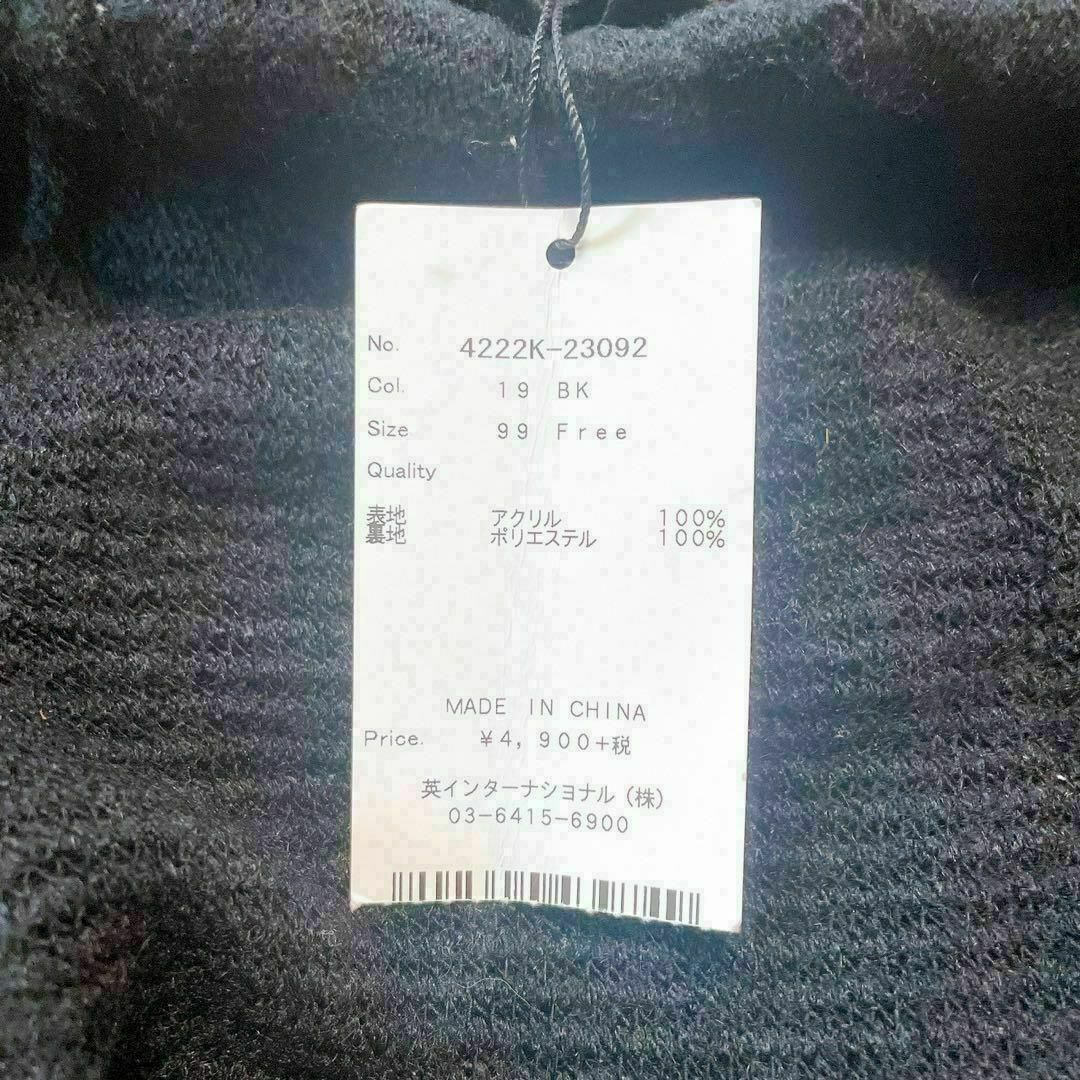 No. 4222K-23092
Col. 19 BK
Size 99 Free
Quality
表地 アクリル 100%
裏地 ポリエステル 100%
MADE IN CHINA
Price. ¥4,900+税
英インターナショナル(株)
03-6415-6900